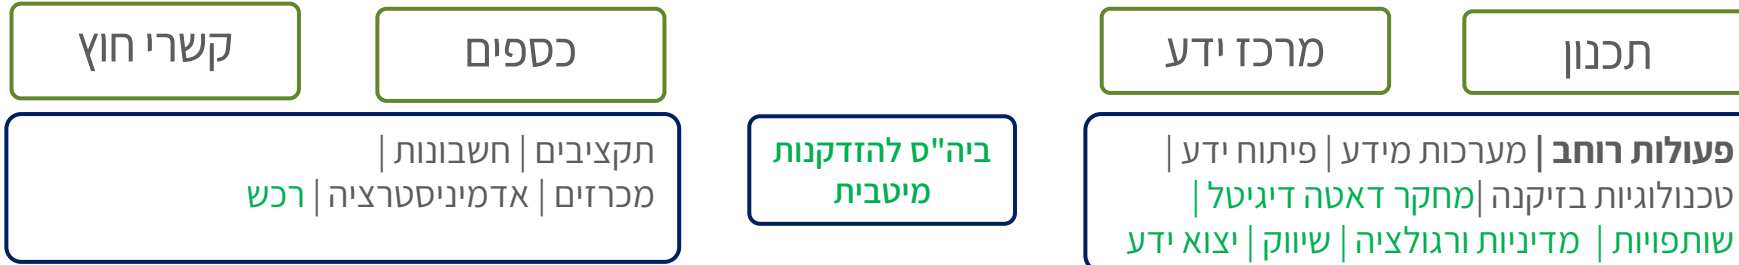 תכנון
מרכז ידע
כספים
קשרי חוץ
פעולות רוחב | מערכות מידע | פיתוח ידע |
טכנולוגיות בזיקנה |מחקר דאטה דיגיטל |
שותפויות | מדיניות ורגולציה | שיווק | יצוא ידע
ביה"ס להזדקנות
מיטבית
תקציבים | חשבונות |
מכרזים | אדמיניסטרציה | רכש